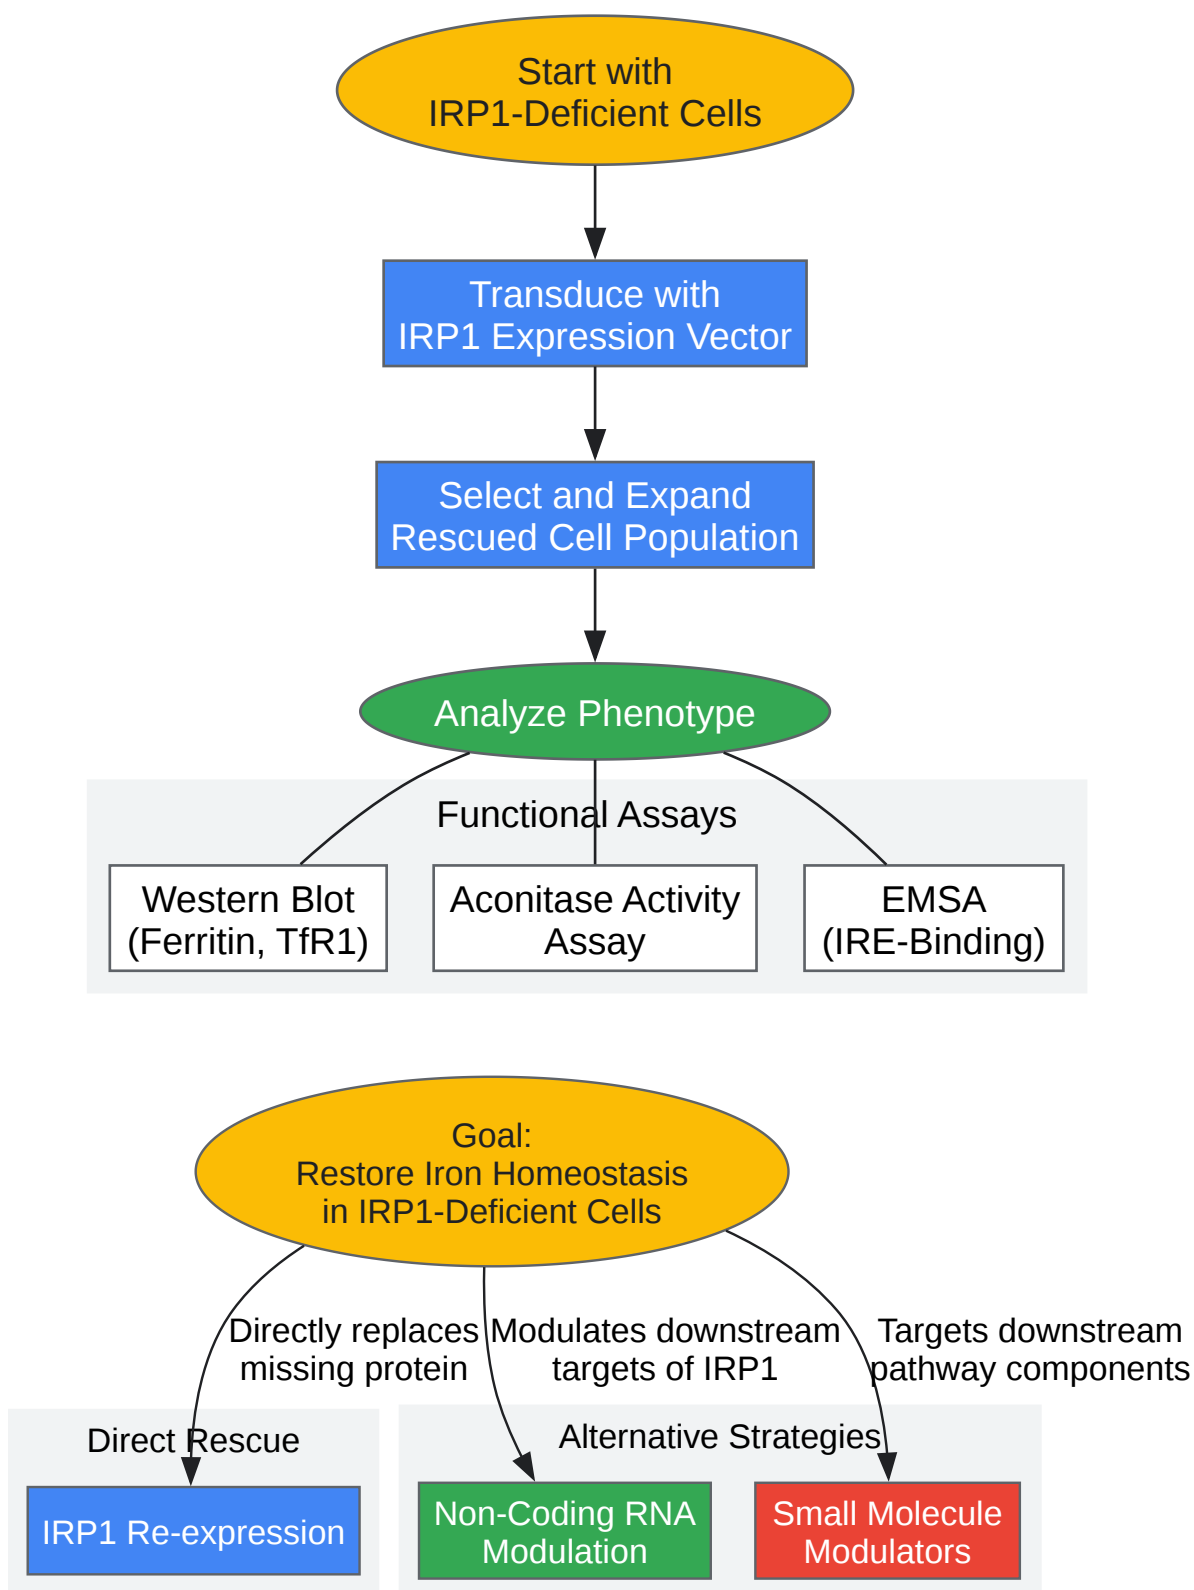 Start with
IRP1-Deficient Cells
Transduce with
IRP1 Expression Vector
Select and Expand
Rescued Cell Population
Analyze Phenotype
Functional Assays
Western Blot
(Ferritin, TfR1)
Aconitase Activity
Assay
EMSA
(IRE-Binding)
Goal:
Restore Iron Homeostasis
in IRP1-Deficient Cells
Directly replaces
missing protein
Modulates downstream
targets of IRP1
Targets downstream
pathway components
Direct Rescue
Alternative Strategies
IRP1 Re-expression
Non-Coding RNA
Modulation
Small Molecule
Modulators